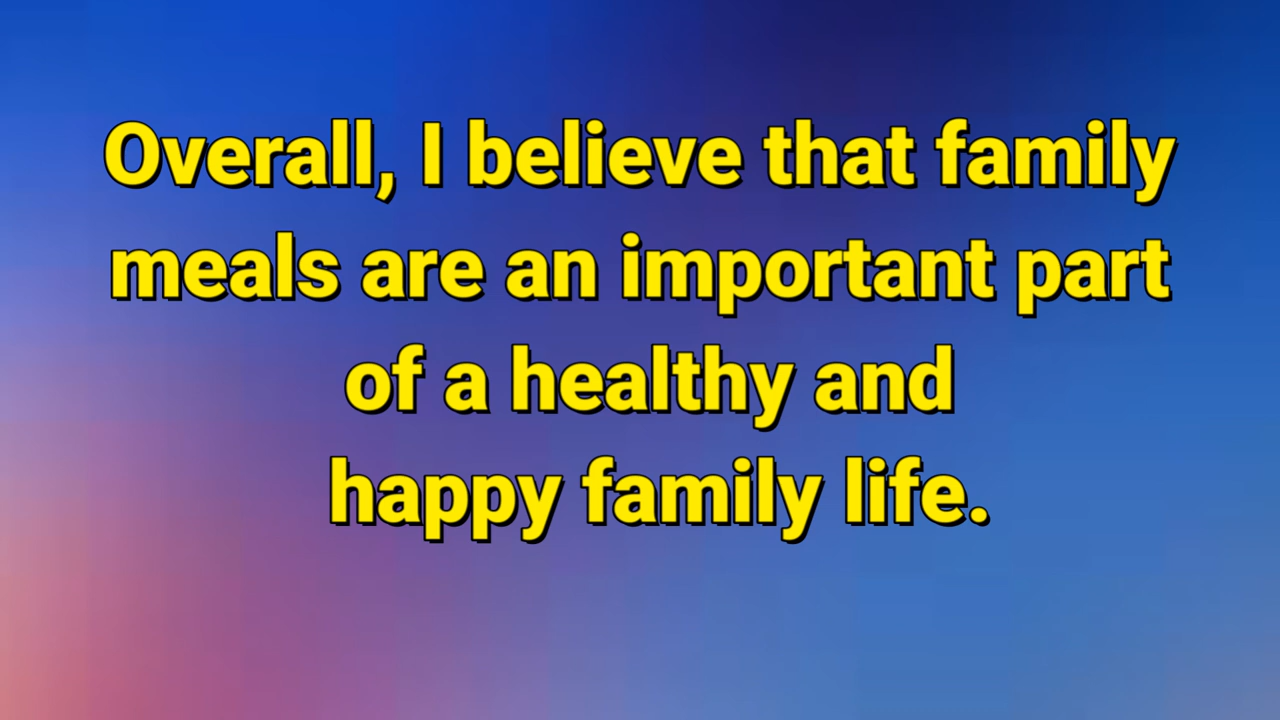 Overall, I believe that family
meals are an important part
of a healthy and
happy family life.